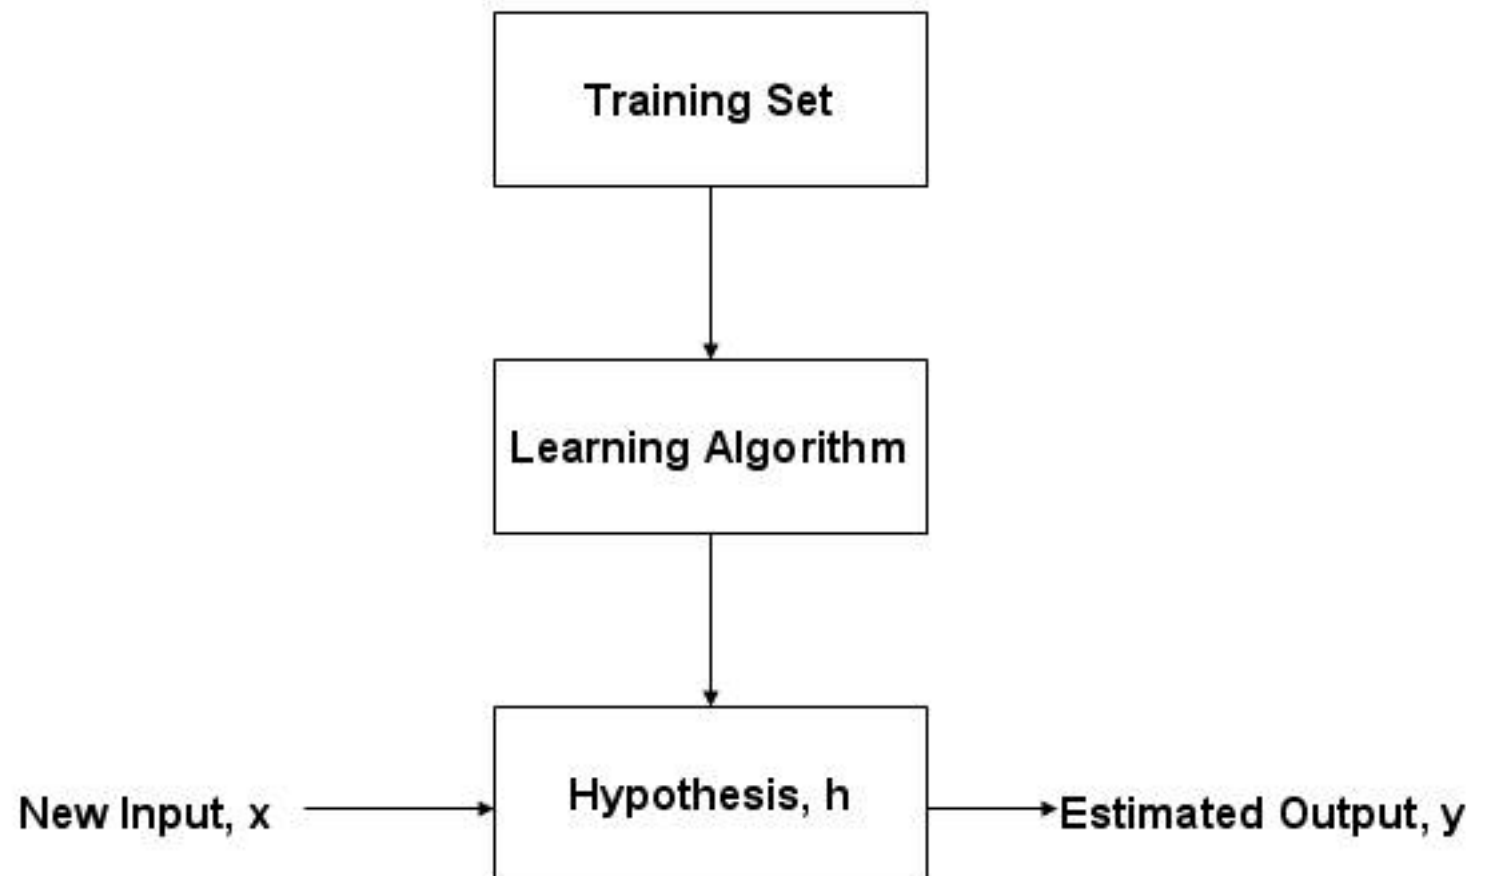 Training Set
Learning Algorithm
Hypothesis, h
New Input, x
Estimated Output, y